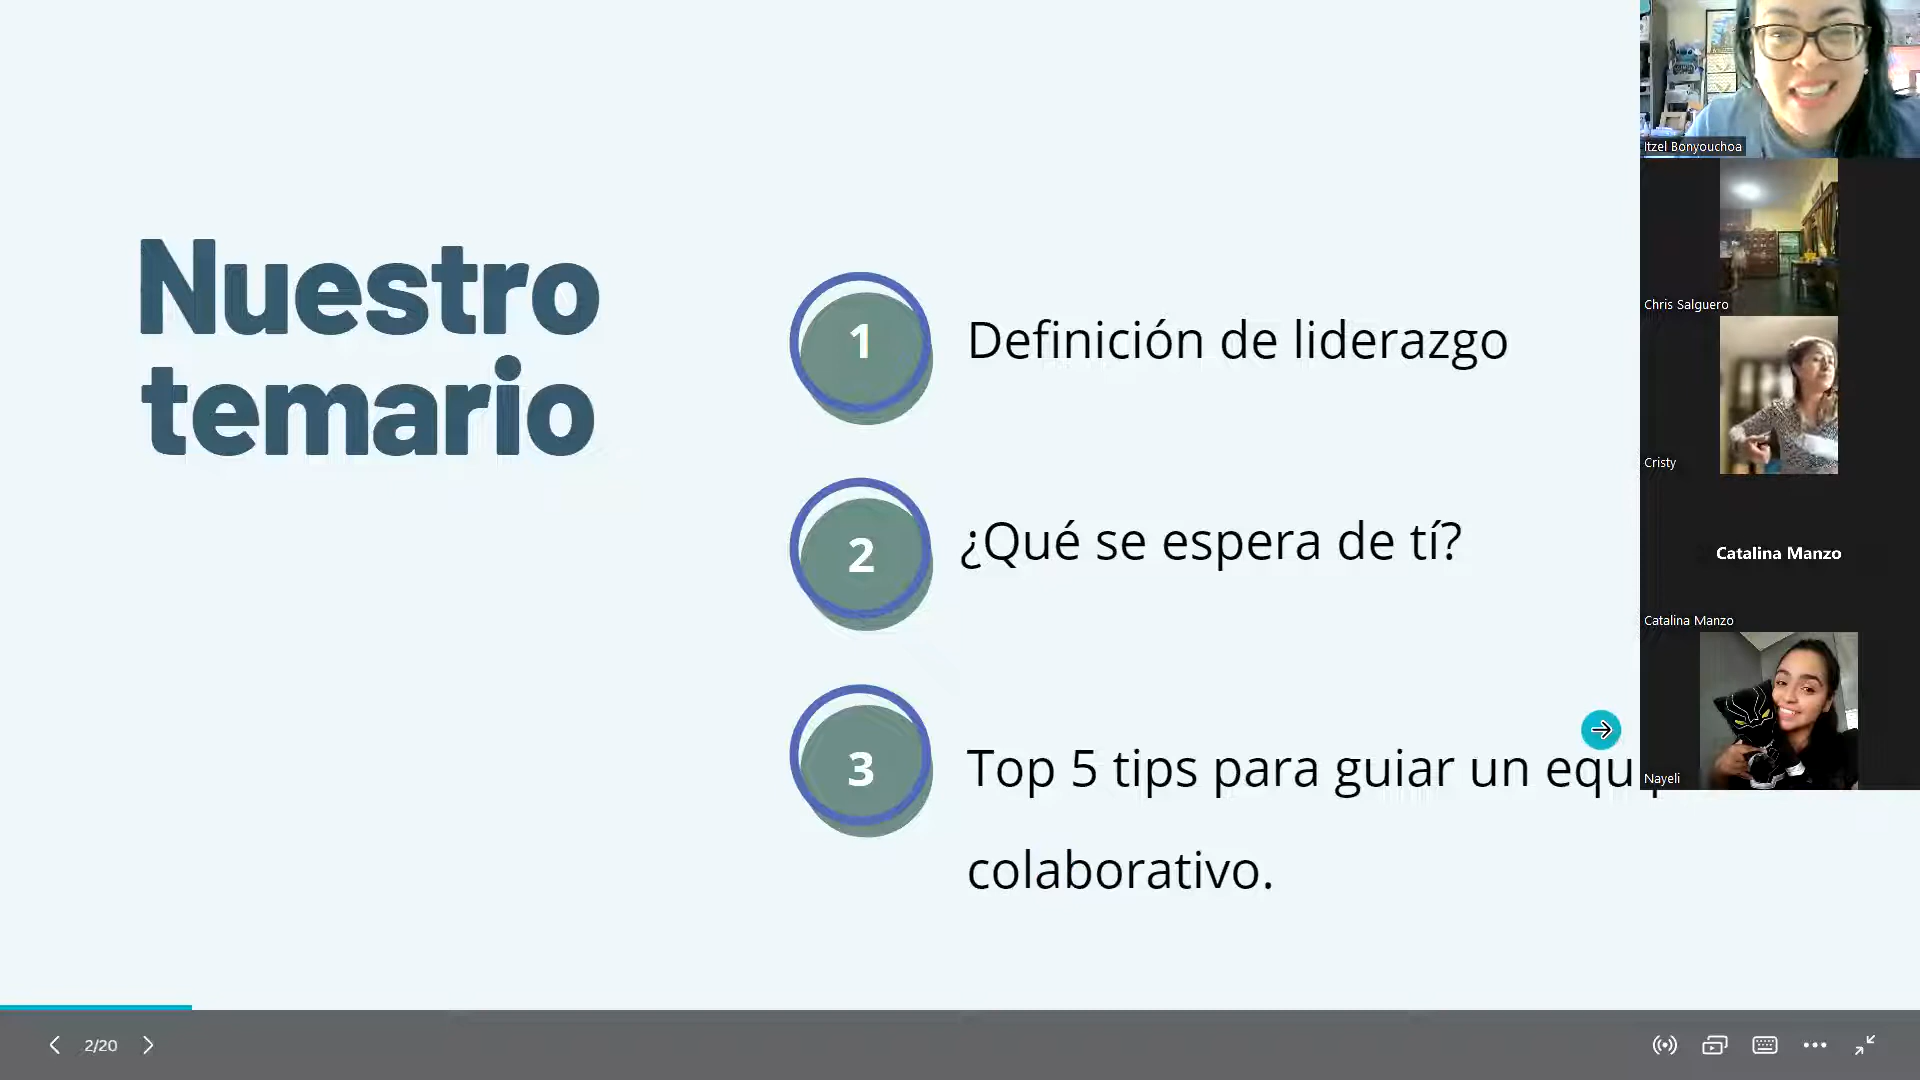 Nuestro
temario
1
Definición de liderazgo
2
¿Qué se espera de tí?
3
Top 5 tips para guiar un
colaborativo.
2/20
Itzel Bonyouchoa
Chris Salguero
Cristy
Catalina Manzo
Catalina Manzo
Nayeli